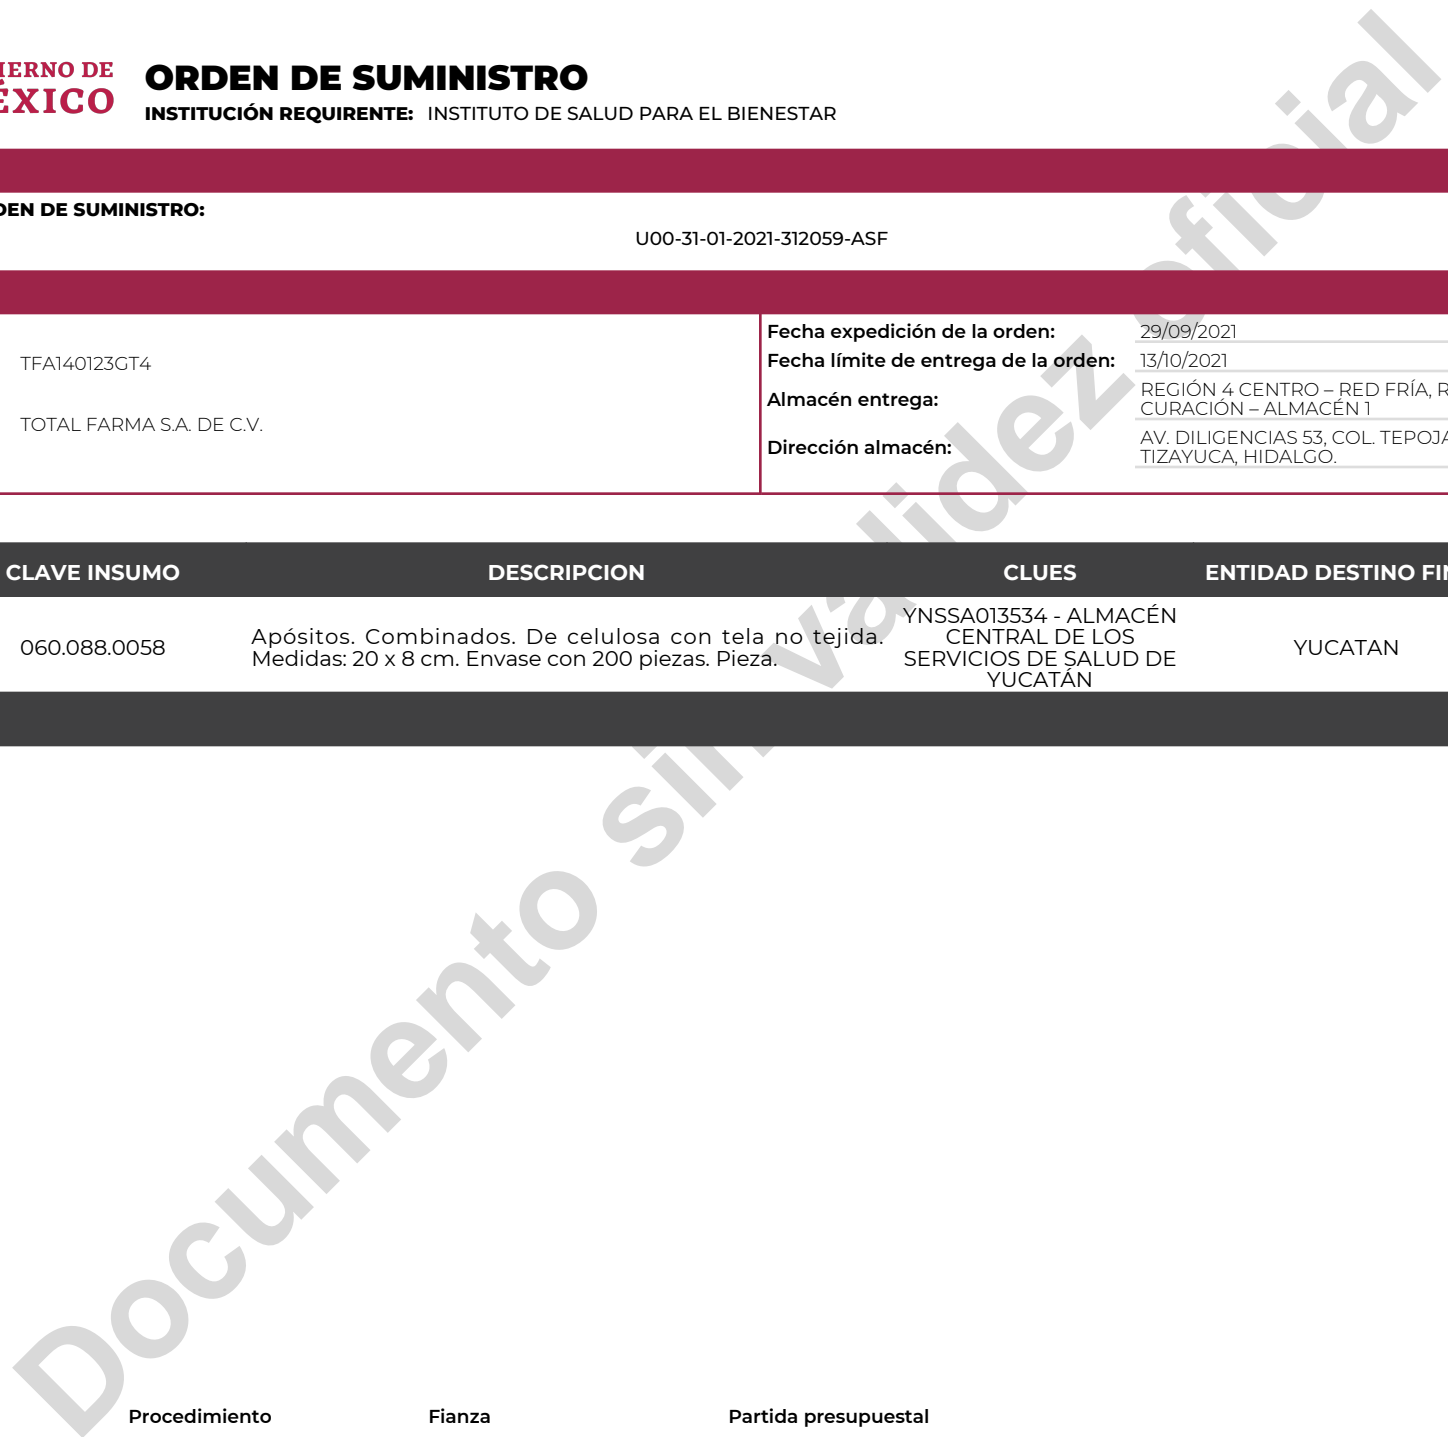 IERNO DE
ÉXICO
ORDEN DE SUMINISTRO
INSTITUCIÓN REQUIRENTE: INSTITUTO DE SALUD PARA EL BIENESTAR
DEN DE SUMINISTRO:
U00-31-01-2021-312059-ASF
TFA140123GT4
TOTAL FARMA S.A. DE C.V.
Fecha expedición de la orden: 29/09/2021
Fecha límite de entrega de la orden: 13/10/2021
Almacén entrega: REGIÓN 4 CENTRO – RED FRÍA, R
CURACIÓN – ALMACÉN 1
Dirección almacén: AV. DILIGENCIAS 53, COL. TEPOJA
TIZAYUCA, HIDALGO.
CLAVE INSUMO DESCRIPCION CLUES ENTIDAD DESTINO FIN
060.088.0058
Apósitos. Combinados. De celulosa con tela no tejida.
Medidas: 20 x 8 cm. Envase con 200 piezas. Pieza.
YNSSA013534 - ALMACÉN
CENTRAL DE LOS
SERVICIOS DE SALUD DE
YUCATÁN
YUCATAN
Documento sin validez oficial
Procedimiento Fianza Partida presupuestal